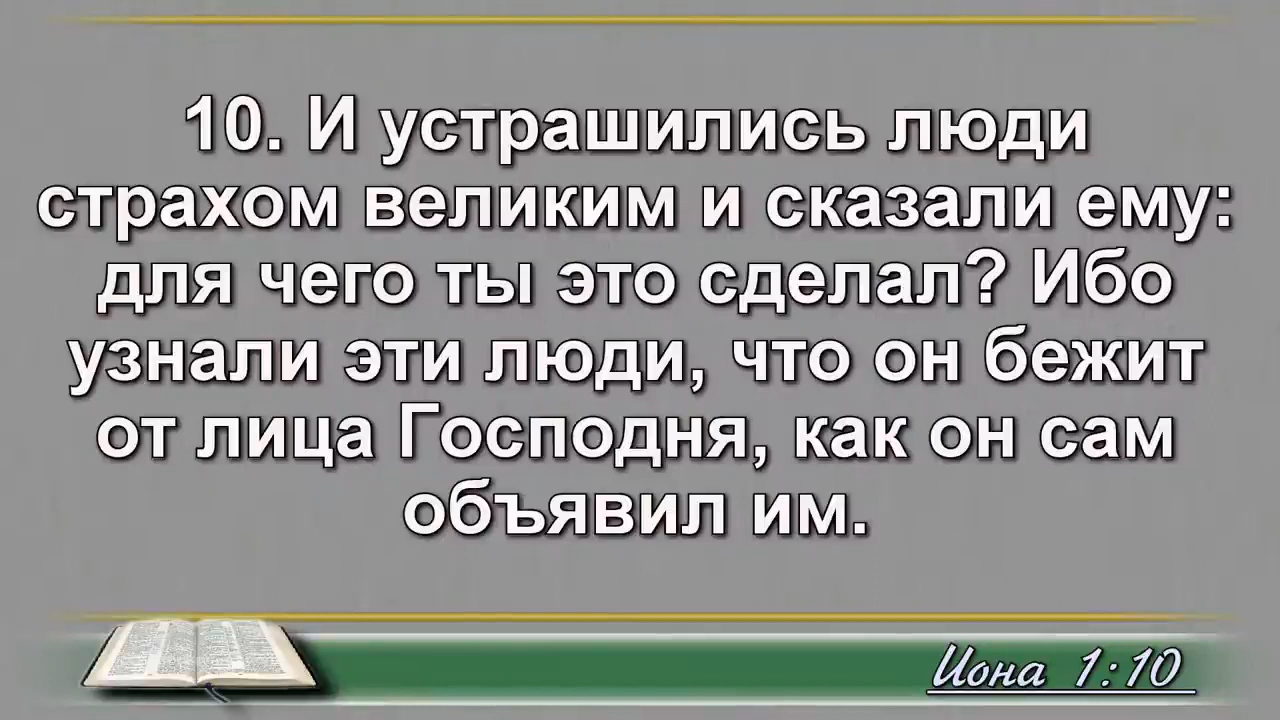 10. И устрашились люди
страхом великим и сказали ему:
для чего ты это сделал? Ибо
узнали эти люди, что он бежит
от лица Господня, как он сам
объявил им.
Иона 1:10